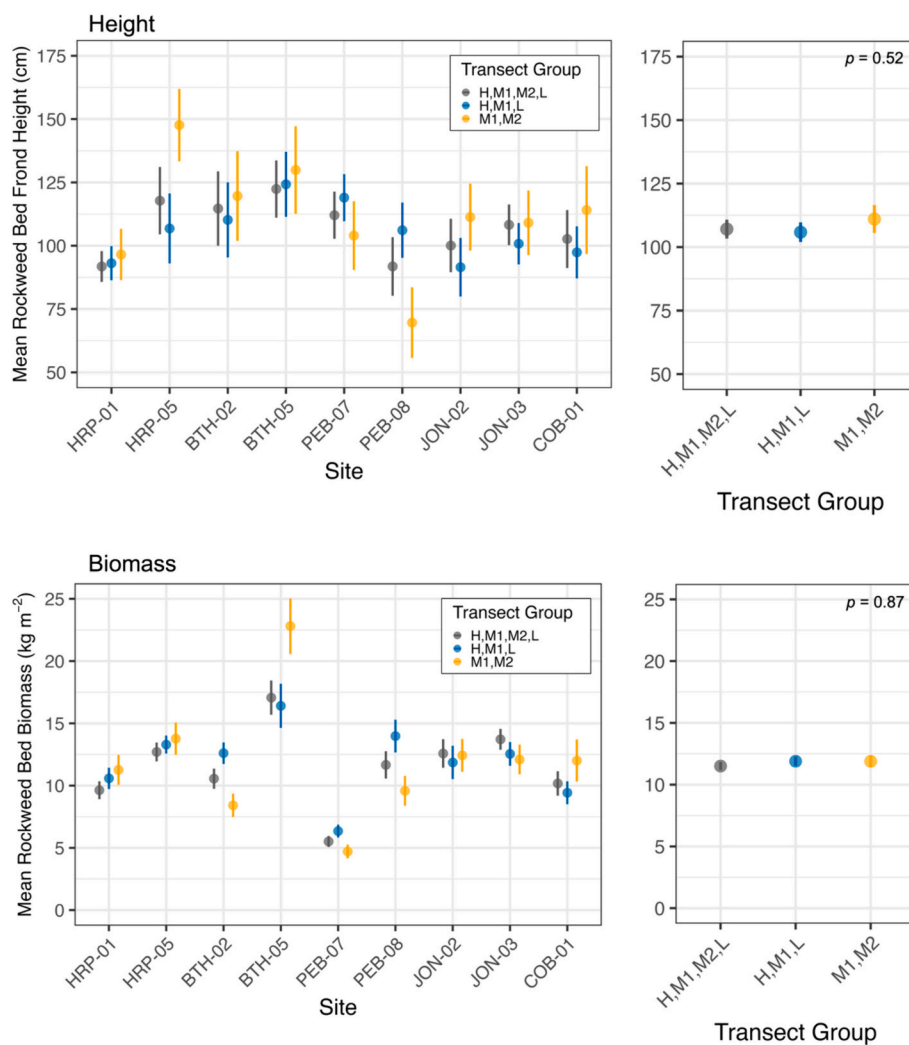 Height
Mean Rockweed Bed Frond Height (cm)
175
150
125
100
75
50
Transect Group
H,M1,M2,L
H,M1,L
M1,M2
HRP-01
HRP-05
BTH-02
BTH-05
PEB-07
PEB-08
JON-02
JON-03
COB-01
Site
p = 0.52
175
150
125
100
75
50
H,M1,M2,L
H,M1,L
M1,M2
Transect Group
Biomass
Mean Rockweed Bed Biomass (kg m⁻²)
25
20
15
10
5
0
Transect Group
H,M1,M2,L
H,M1,L
M1,M2
HRP-01
HRP-05
BTH-02
BTH-05
PEB-07
PEB-08
JON-02
JON-03
COB-01
Site
p = 0.87
25
20
15
10
5
0
H,M1,M2,L
H,M1,L
M1,M2
Transect Group